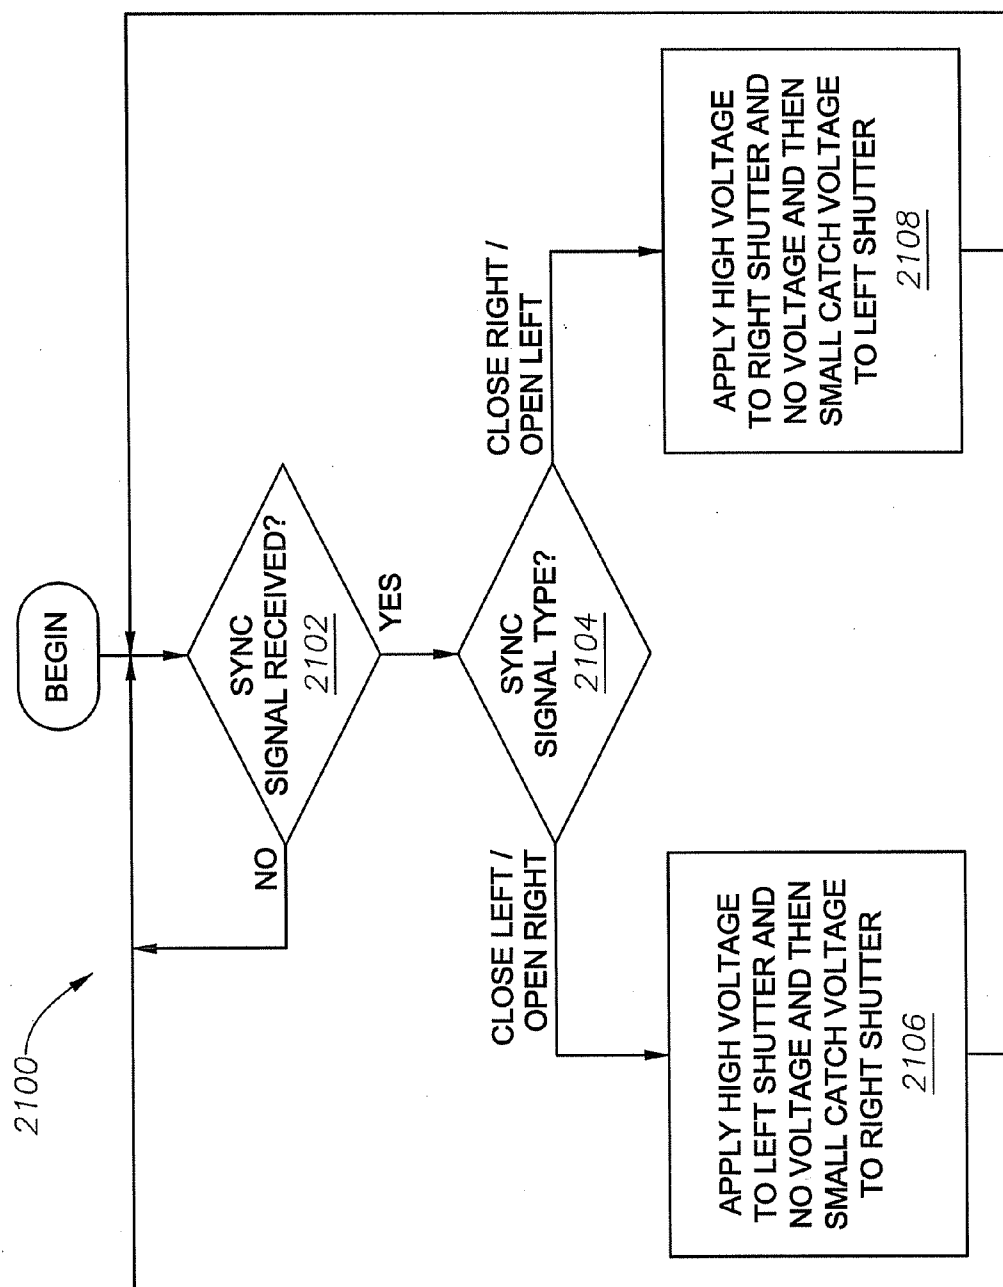 2100
BEGIN
SYNC
SIGNAL RECEIVED?
2102
NO
YES
SYNC
SIGNAL TYPE?
2104
CLOSE LEFT /
OPEN RIGHT
CLOSE RIGHT /
OPEN LEFT
APPLY HIGH VOLTAGE
TO LEFT SHUTTER AND
NO VOLTAGE AND THEN
SMALL CATCH VOLTAGE
TO RIGHT SHUTTER
2106
APPLY HIGH VOLTAGE
TO RIGHT SHUTTER AND
NO VOLTAGE AND THEN
SMALL CATCH VOLTAGE
TO LEFT SHUTTER
2108